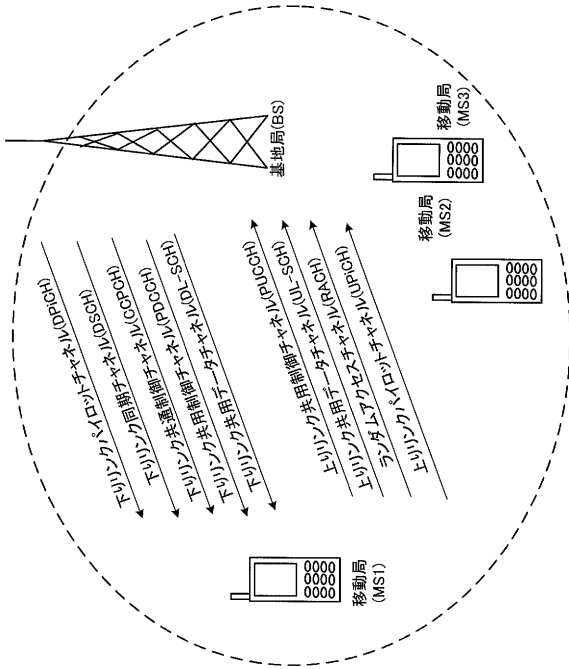 基地局(BS)
下りリンクパイロットチャネル(DPiCH)
下りリンク同期チャネル(DSCH)
下りリンク共通制御チャネル(CCPCH)
下りリンク共用制御チャネル(PDCCH)
下りリンク共用データチャネル(DL-SCH)
上りリンク共用制御チャネル(PUCCH)
上りリンク共用データチャネル(UL-SCH)
ランダムアクセスチャネル(RACH)
上りリンクパイロットチャネル(UPiCH)
移動局
(MS1)
移動局
(MS2)
移動局
(MS3)